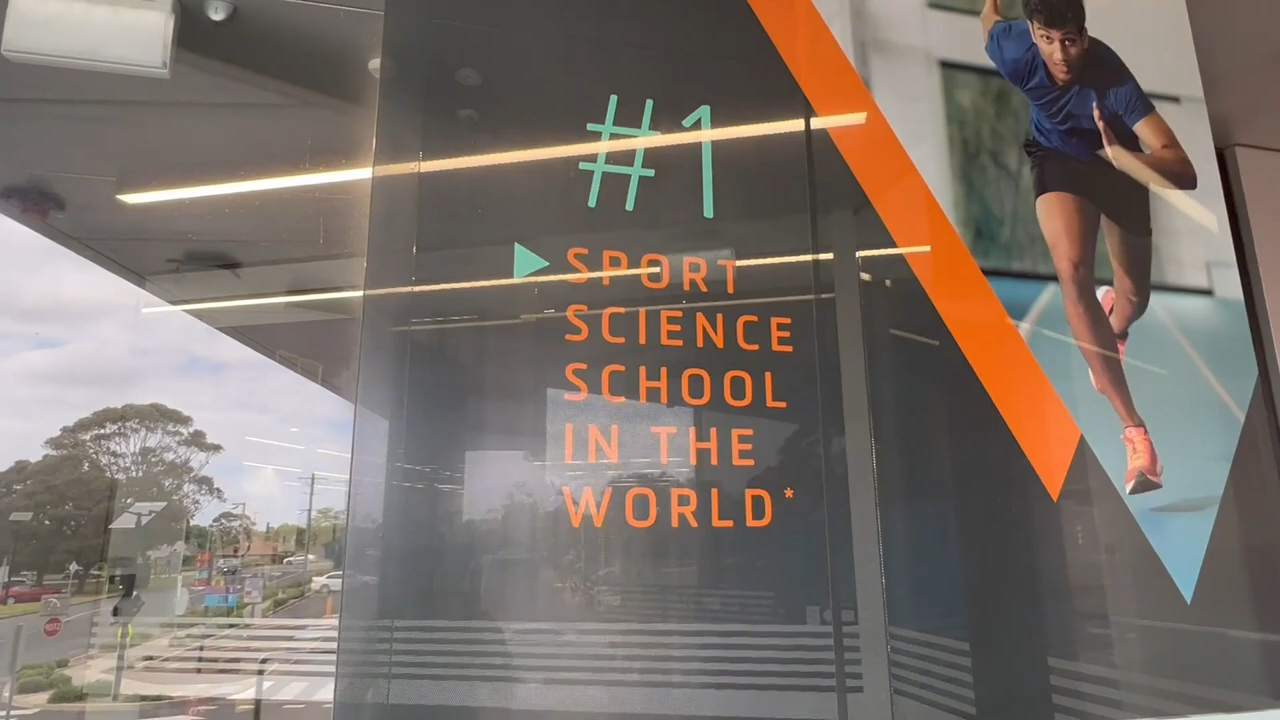 #1
SPORT
SCIENCE
SCHOOL
IN THE
WORLD*